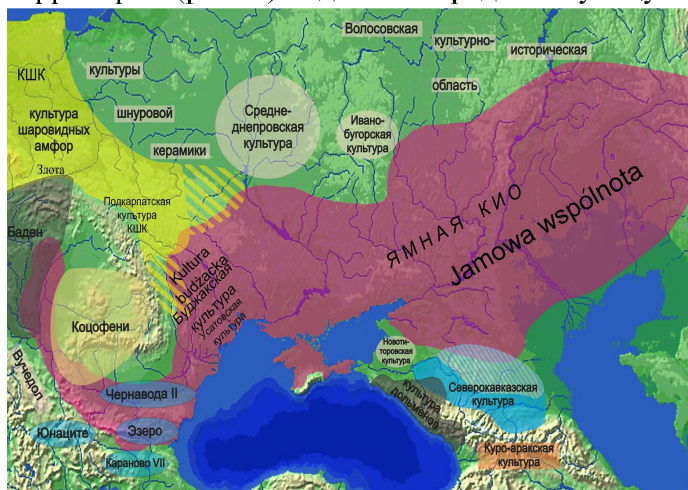 Волосовская
культурно-
историческая
область
КШК
культуры
шнуровой
керамики
культура
шаровидных
амфор
Злота
Средне-
днепровская
культура
Ивано-
бугорская
культура
Подкарпатская
культура
КШК
Баден
ЯМНАЯ КИО
Jamowa wspólnota
Kultura
budżacka
Буджакская
культура
Усатовская
культура
Коцофени
Вучедол
Чернавода II
Юнаците
Эзеро
Караново VII
Новоти-
торовская
культура
культура
дольменов
Северокавказская
культура
Куро-аракская
культура